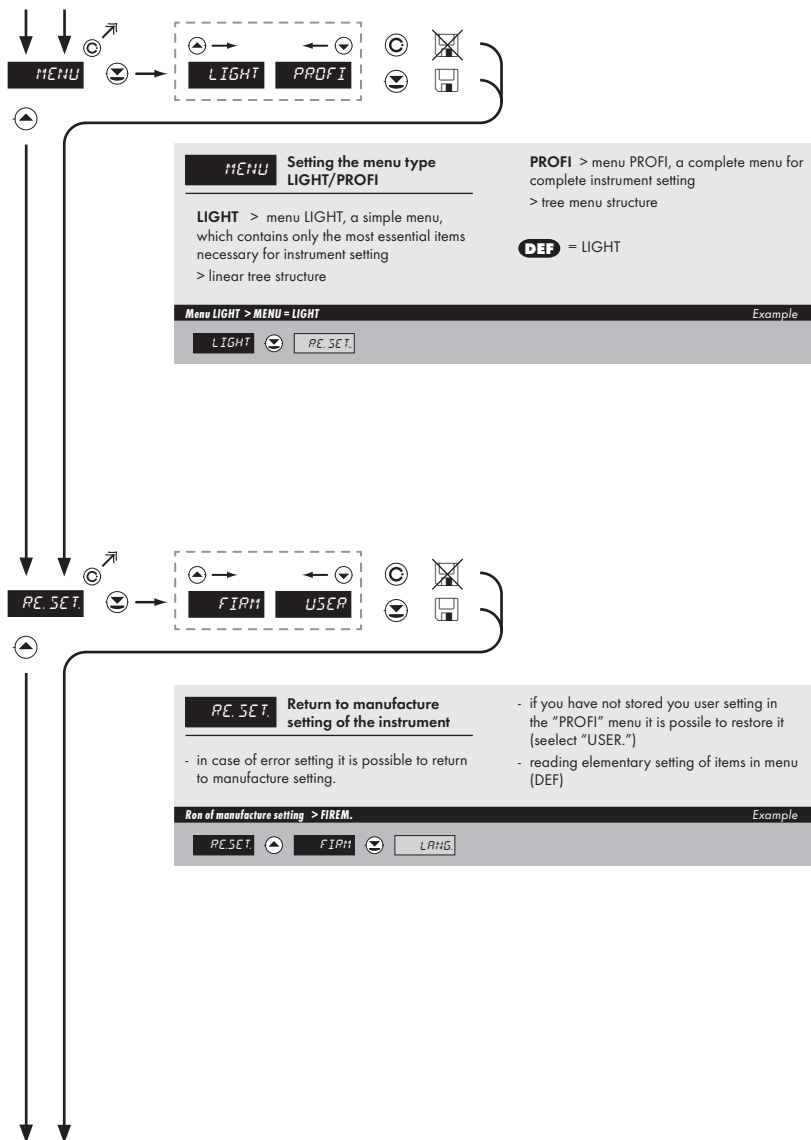 MENU
LIGHT PROFI
MENU
Setting the menu type
LIGHT/PROFI
LIGHT > menu LIGHT, a simple menu,
which contains only the most essential items
necessary for instrument setting
> linear tree structure
PROFI > menu PROFI, a complete menu for
complete instrument setting
> tree menu structure
DEF = LIGHT
Menu LIGHT > MENU = LIGHT Example
LIGHT RE. SET.
RE. SET.
FIRM USER
RE. SET.
Return to manufacture
setting of the instrument
- in case of error setting it is possible to return
to manufacture setting.
- if you have not stored you user setting in
the “PROFI” menu it is possile to restore it
(seelect “USER.”)
- reading elementary setting of items in menu
(DEF)
Ron of manufacture setting > FIREM. Example
RE.SET. FIRM LANG.